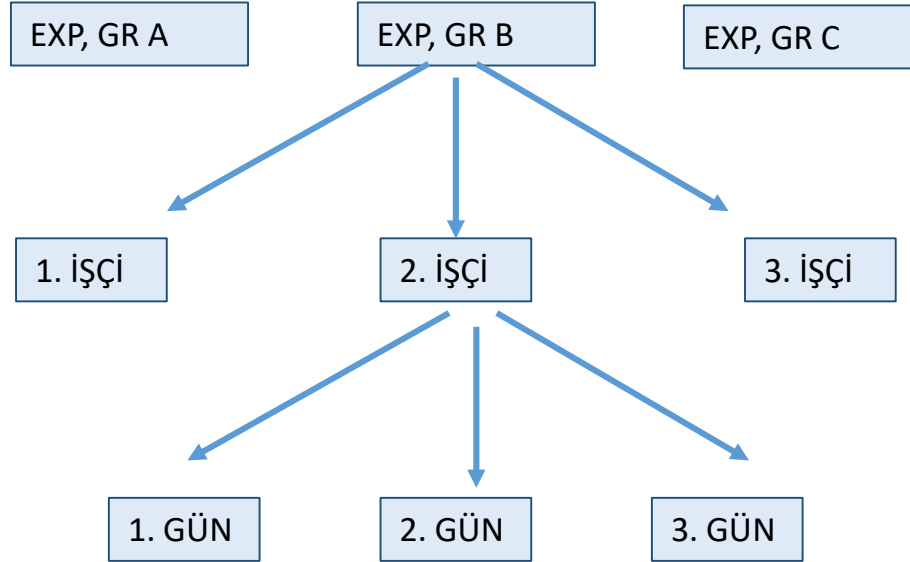 EXP, GR A
EXP, GR B
EXP, GR C
1. İŞÇİ
2. İŞÇİ
3. İŞÇİ
1. GÜN
2. GÜN
3. GÜN